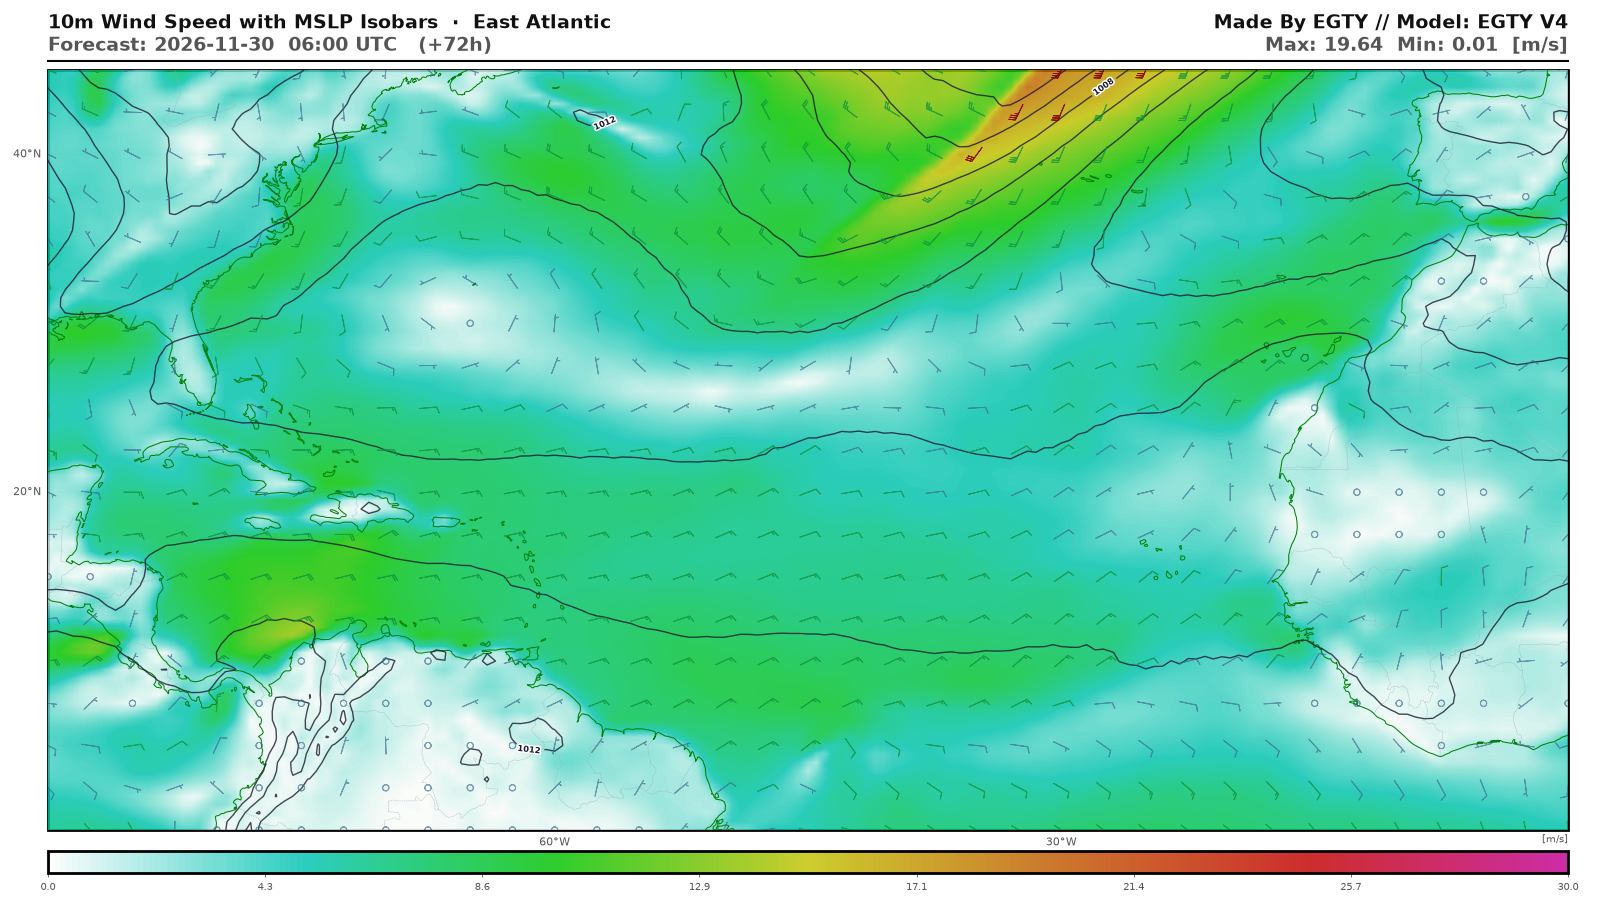 10m Wind Speed with MSLP Isobars · East Atlantic
Made By EGTY // Model: EGTY V4
Forecast: 2026-11-30 06:00 UTC (+72h)
Max: 19.64 Min: 0.01 [m/s]
1008
1012
40°N
20°N
1012
60°W
30°W
[m/s]
0.0 4.3 8.6 12.9 17.1 21.4 25.7 30.0